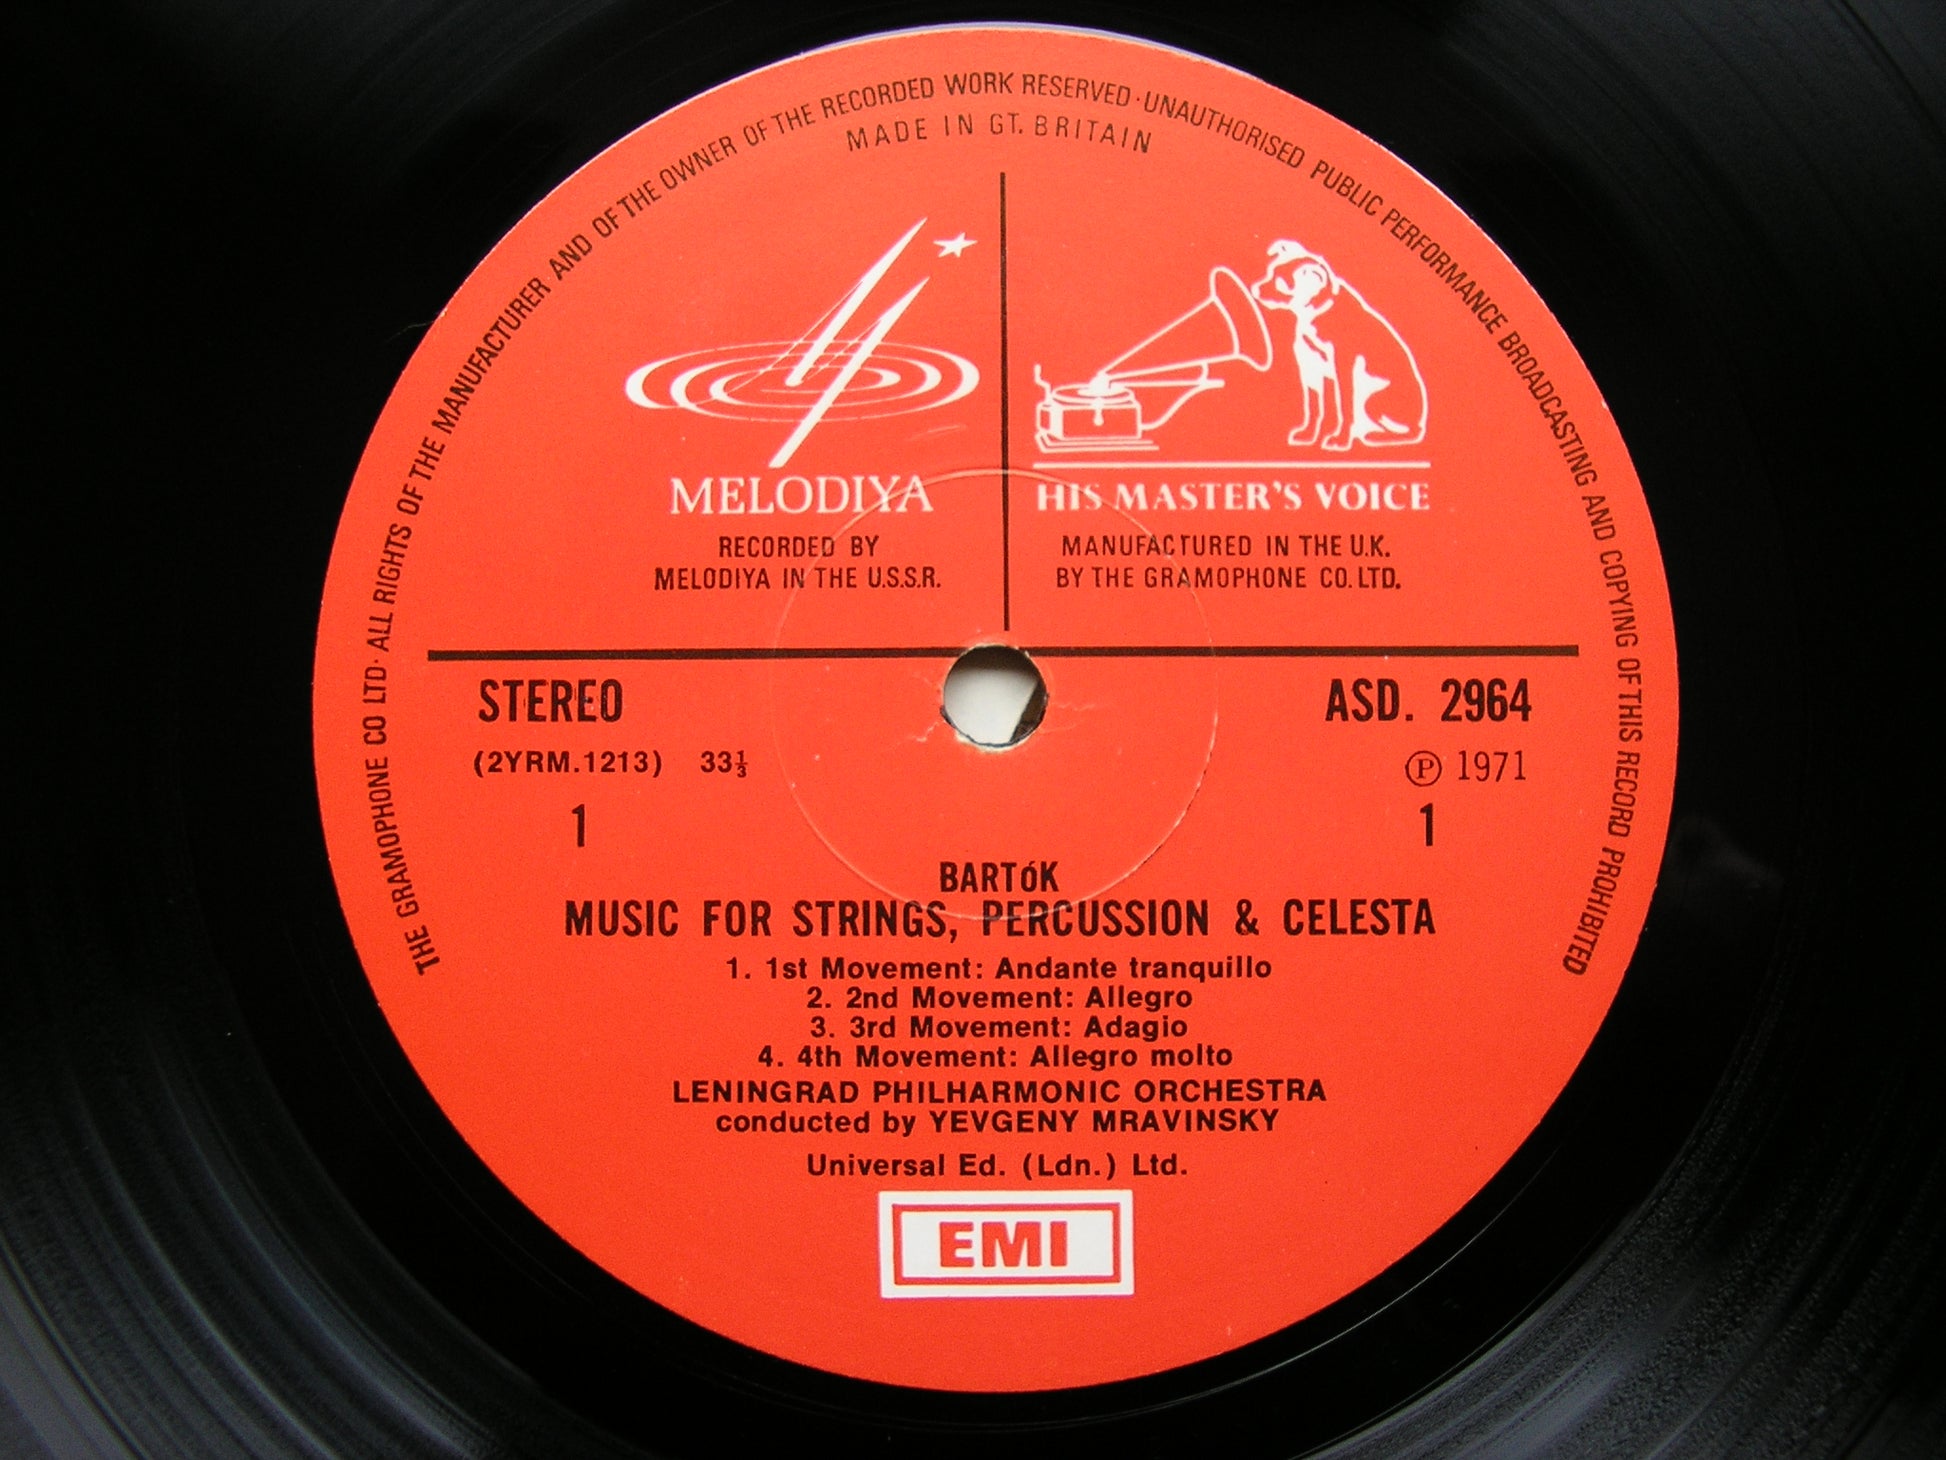 THE GRAMOPHONE CO LTD· ALL RIGHTS OF THE MANUFACTURER AND OF THE OWNER OF THE RECORDED WORK RESERVED · UNAUTHORISED PUBLIC PERFORMANCE BROADCASTING AND COPYING OF THIS RECORD PROHIBITED
MADE IN GT. BRITAIN
MELODIYA
RECORDED BY
MELODIYA IN THE U.S.S.R.
HIS MASTER'S VOICE
MANUFACTURED IN THE U.K.
BY THE GRAMOPHONE CO. LTD.
STEREO ASD. 2964
(2YRM.1213) 33⅓ ℗ 1971
1 1
BARTóK
MUSIC FOR STRINGS, PERCUSSION & CELESTA
1. 1st Movement: Andante tranquillo
2. 2nd Movement: Allegro
3. 3rd Movement: Adagio
4. 4th Movement: Allegro molto
LENINGRAD PHILHARMONIC ORCHESTRA
conducted by YEVGENY MRAVINSKY
Universal Ed. (Ldn.) Ltd.
EMI